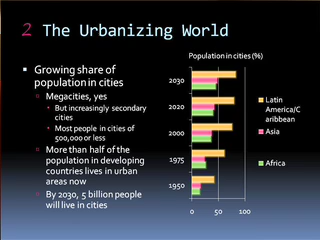 2 The Urbanizing World
Growing share of
population in cities
Megacities, yes
But increasingly secondary
cities
Most people in cities of
500,000 or less
More than half of the
population in developing
countries lives in urban
areas now
By 2030, 5 billion people
will live in cities
Population in cities (%)
2030
2020
2000
1975
1950
0 50 100
Latin
America/C
aribbean
Asia
Africa